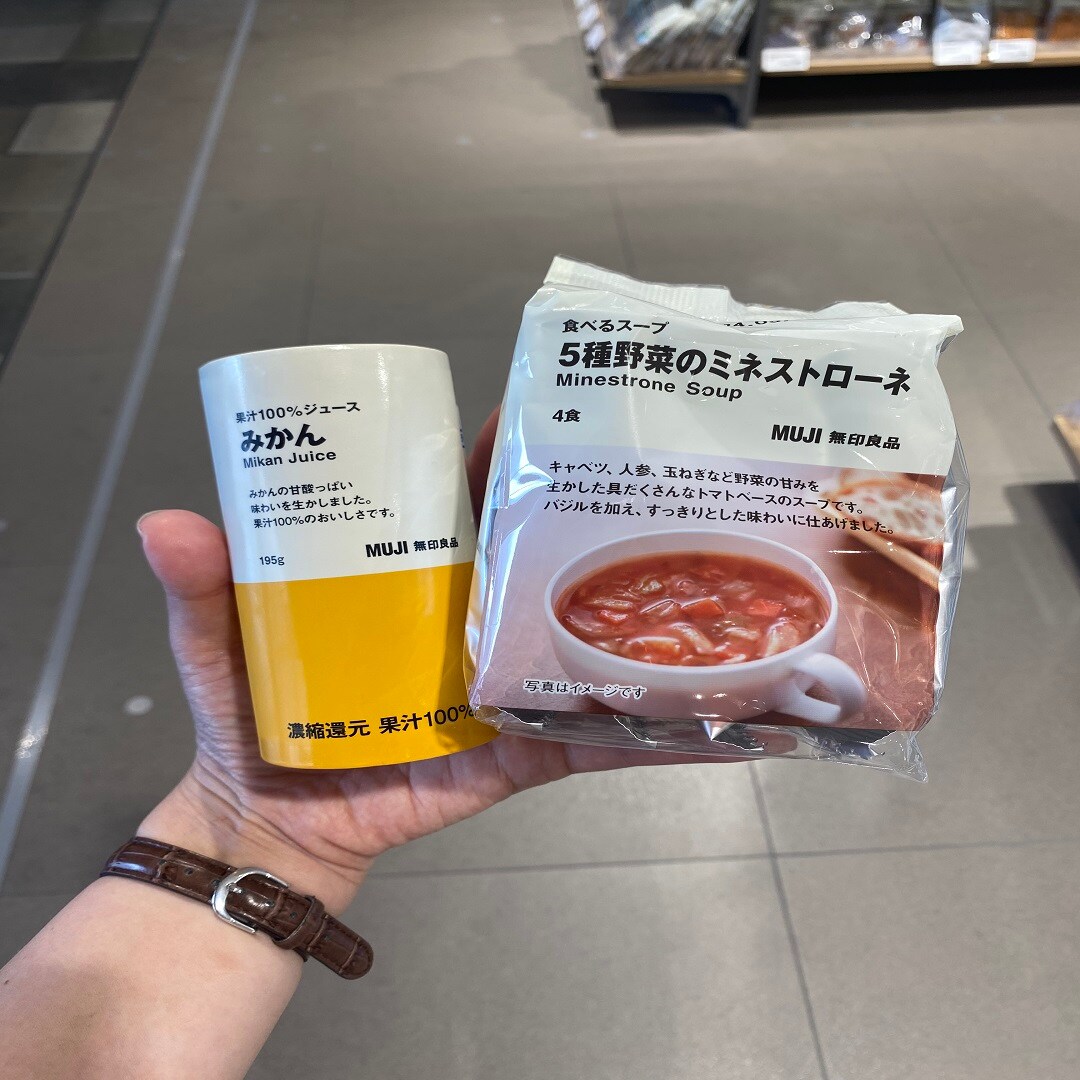 果汁100%ジュース
みかん
Mikan Juice
みかんの甘酸っぱい
味わいを生かしました。
果汁100%のおいしさです。
195g
MUJI 無印良品
濃縮還元 果汁100%
食べるスープ
5種野菜のミネストローネ
Minestrone Soup
4食
MUJI 無印良品
キャベツ、人参、玉ねぎなど野菜の甘みを
生かした具だくさんなトマトベースのスープです。
バジルを加え、すっきりとした味わいに仕あげました。
写真はイメージです